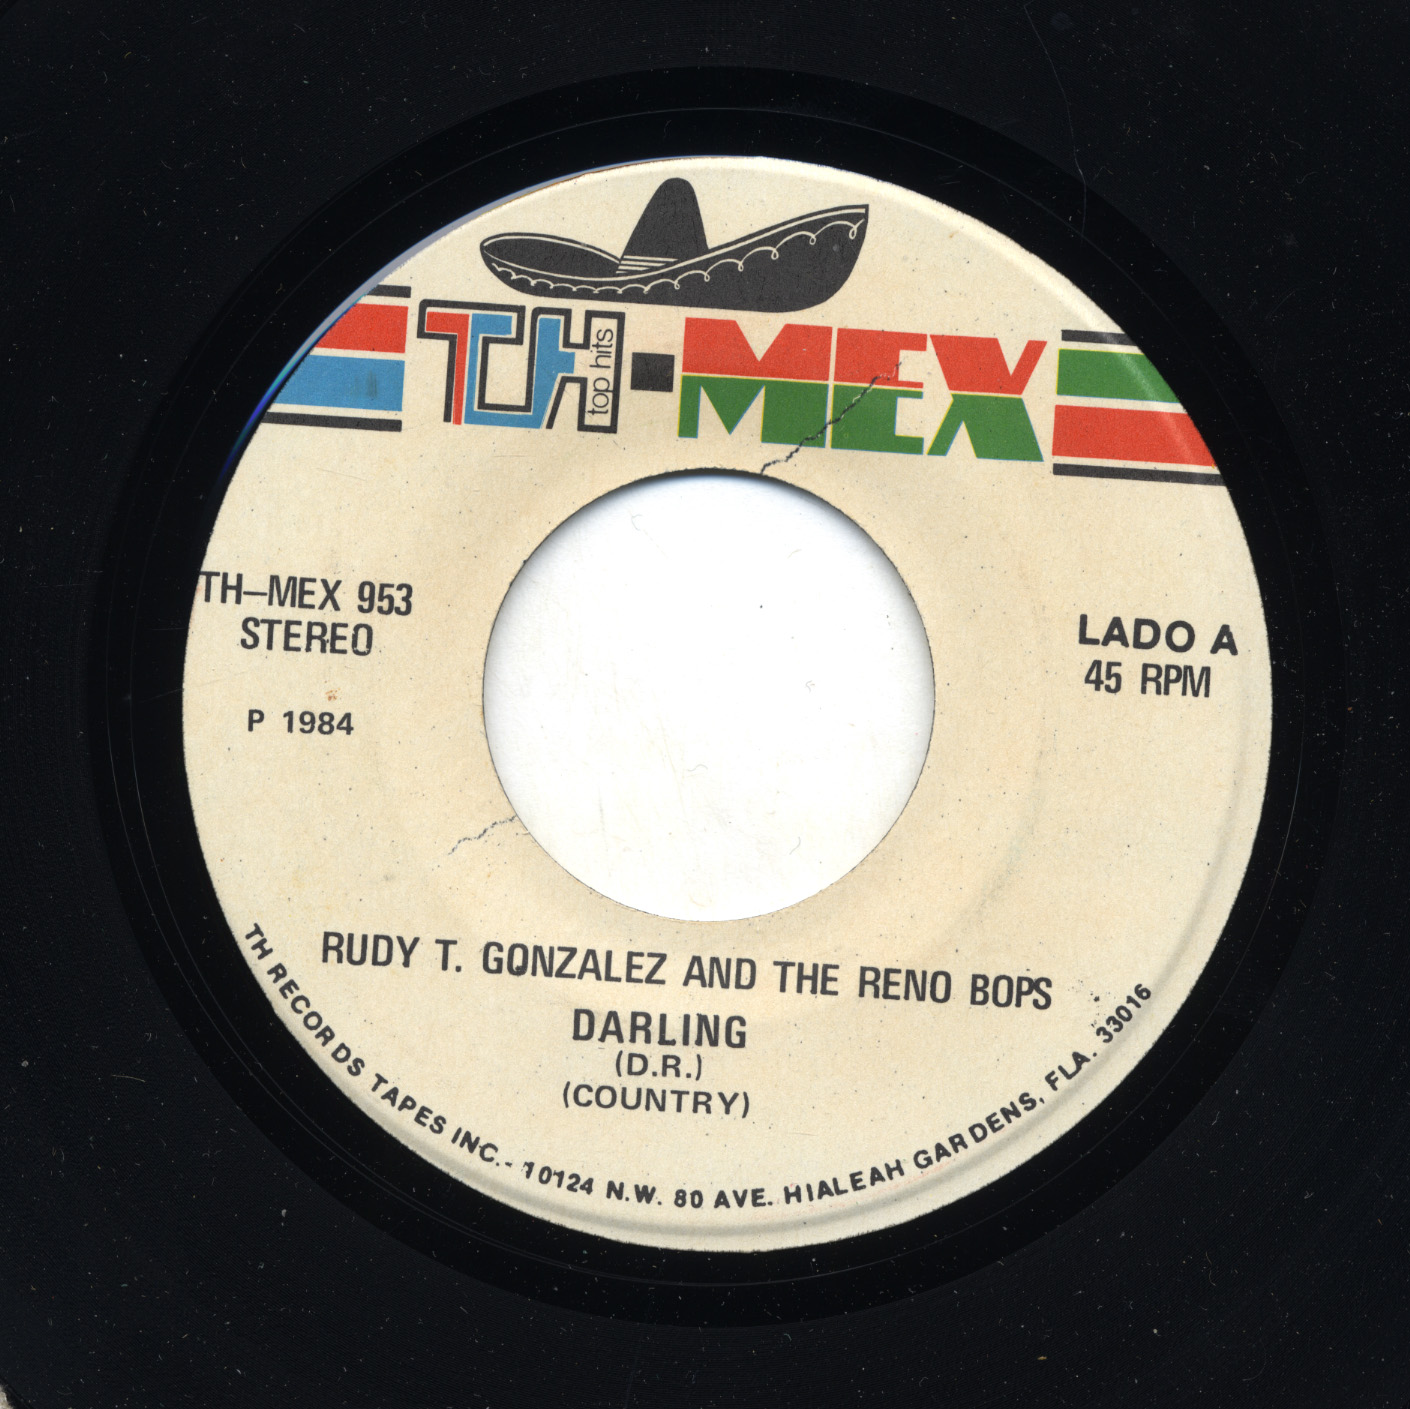 TH top hits - MEX
TH-MEX 953
STEREO
P 1984
LADO A
45 RPM
RUDY T. GONZALEZ AND THE RENO BOPS
DARLING
(D.R.)
(COUNTRY)
TH RECORDS TAPES INC.- 10124 N.W. 80 AVE. HIALEAH GARDENS, FLA. 33016